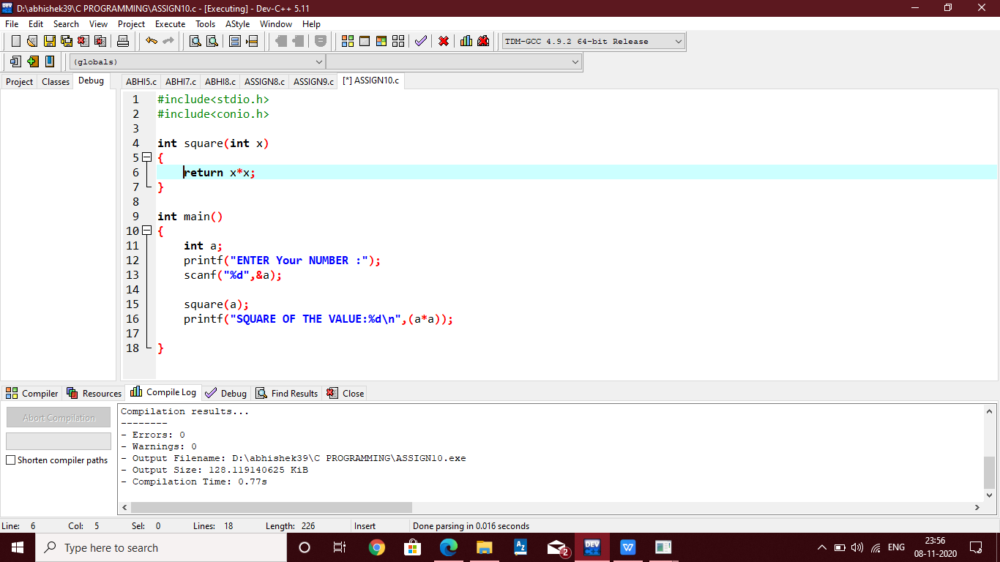 D:\abhishek39\C PROGRAMMING\ASSIGN10.c - [Executing] - Dev-C++ 5.11
File Edit Search View Project Execute Tools AStyle Window Help
TDM-GCC 4.9.2 64-bit Release
(globals)
Project Classes Debug ABHI5.c ABHI7.c ABHI8.c ASSIGN8.c ASSIGN9.c [*] ASSIGN10.c
1 #include<stdio.h>
2 #include<conio.h>
3
4 int square(int x)
5 {
6 return x*x;
7 }
8
9 int main()
10 {
11 int a;
12 printf("ENTER Your NUMBER :");
13 scanf("%d",&a);
14
15 square(a);
16 printf("SQUARE OF THE VALUE:%d\n",(a*a));
17
18 }
Compiler Resources Compile Log Debug Find Results Close
Abort Compilation
Shorten compiler paths
Compilation results...
--------
- Errors: 0
- Warnings: 0
- Output Filename: D:\abhishek39\C PROGRAMMING\ASSIGN10.exe
- Output Size: 128.119140625 KiB
- Compilation Time: 0.77s
Line: 6 Col: 5 Sel: 0 Lines: 18 Length: 226 Insert Done parsing in 0.016 seconds
Type here to search
2
DEV
W
ENG
23:56
08-11-2020